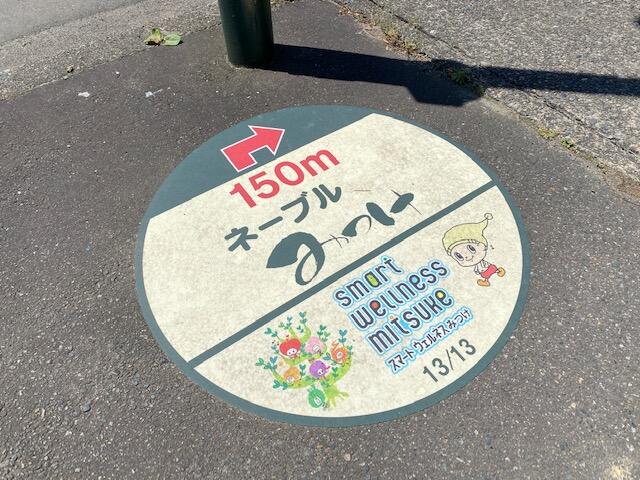 150m
ネーブル
みつけ
smart
wellness
mitsuke
スマート ウエルネス みつけ
13/13